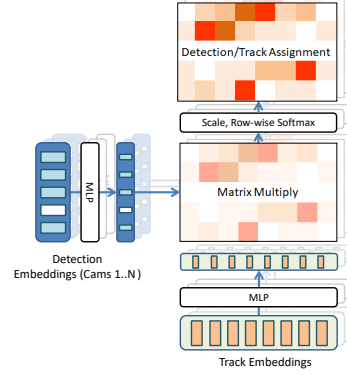 Detection/Track Assignment
Scale, Row-wise Softmax
MLP
Matrix Multiply
Detection
Embeddings (Cams 1..N)
MLP
Track Embeddings